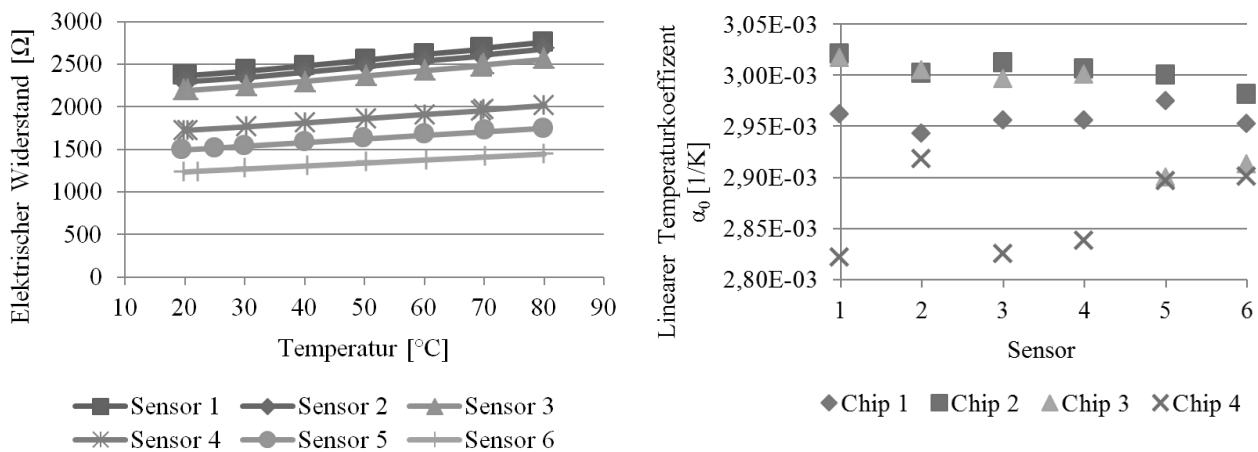 Elektrischer Widerstand [Ω]
3000
2500
2000
1500
1000
500
0
10 20 30 40 50 60 70 80 90
Temperatur [°C]
Sensor 1 Sensor 2 Sensor 3
Sensor 4 Sensor 5 Sensor 6
Linearer Temperaturkoeffizent
α0 [1/K]
3,05E-03
3,00E-03
2,95E-03
2,90E-03
2,85E-03
2,80E-03
1 2 3 4 5 6
Sensor
Chip 1 Chip 2 Chip 3 Chip 4